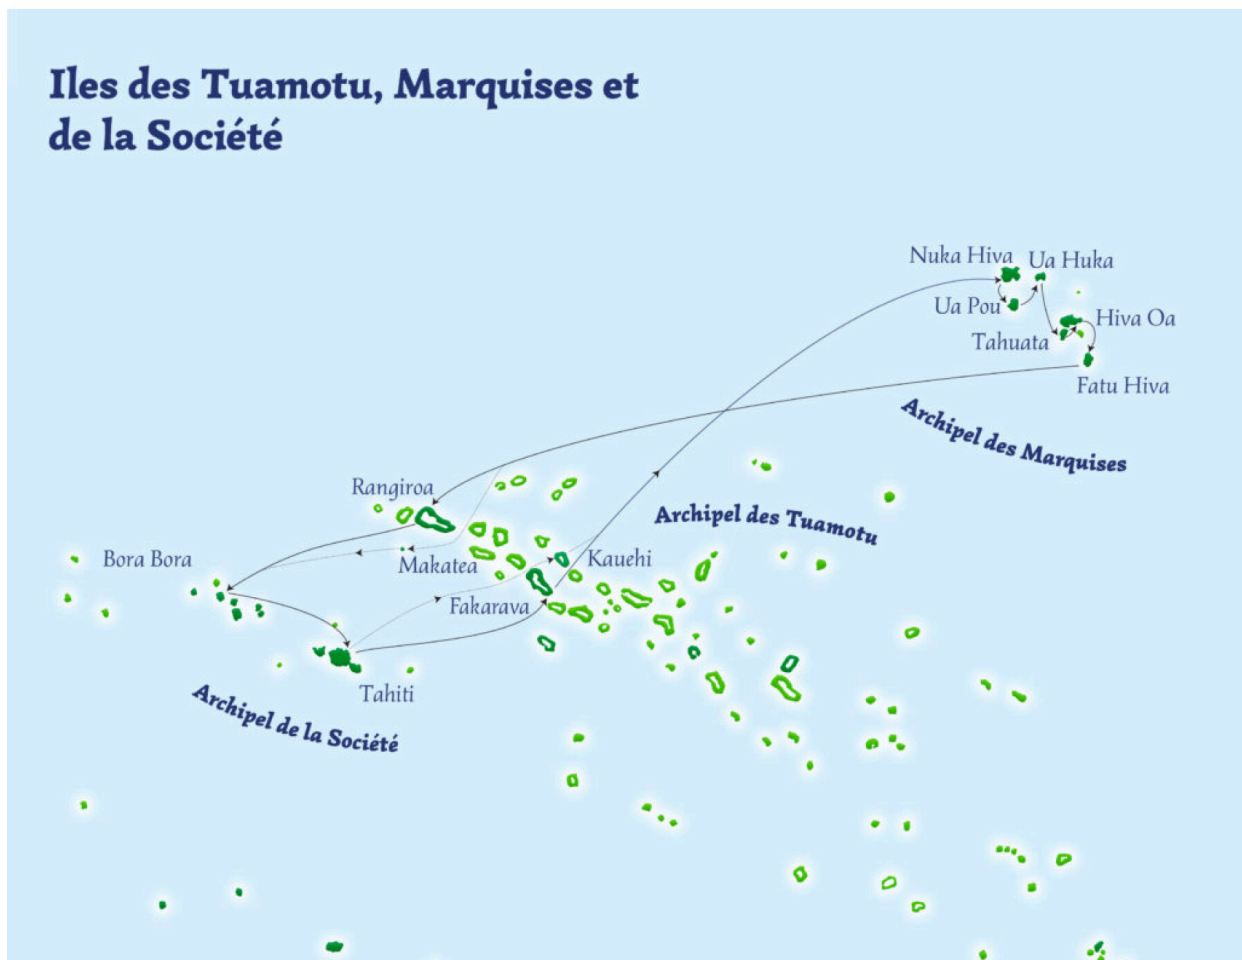 Iles des Tuamotu, Marquises et
de la Société
Nuka Hiva
Ua Huka
Ua Pou
Hiva Oa
Tahuata
Fatu Hiva
Archipel des Marquises
Rangiroa
Archipel des Tuamotu
Bora Bora
Makatea
Kauehi
Fakarava
Tahiti
Archipel de la Société